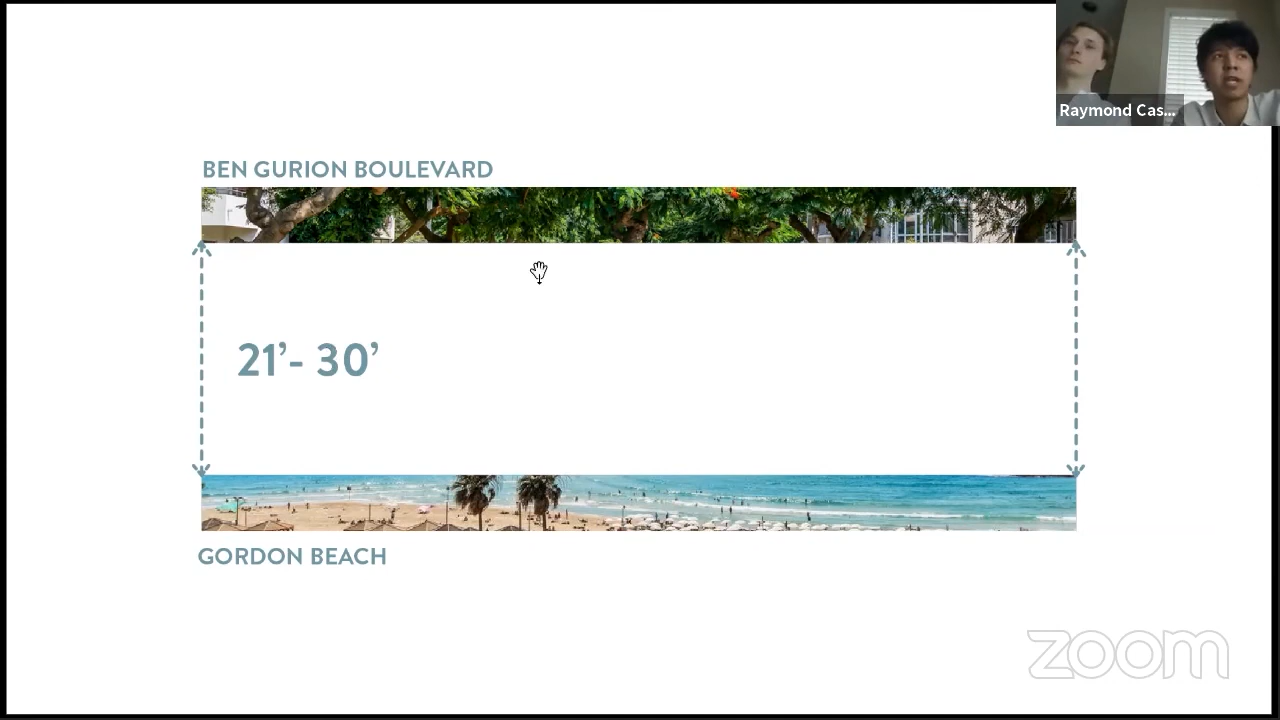 Raymond Cas...
BEN GURION BOULEVARD
21’- 30’
GORDON BEACH
zoom